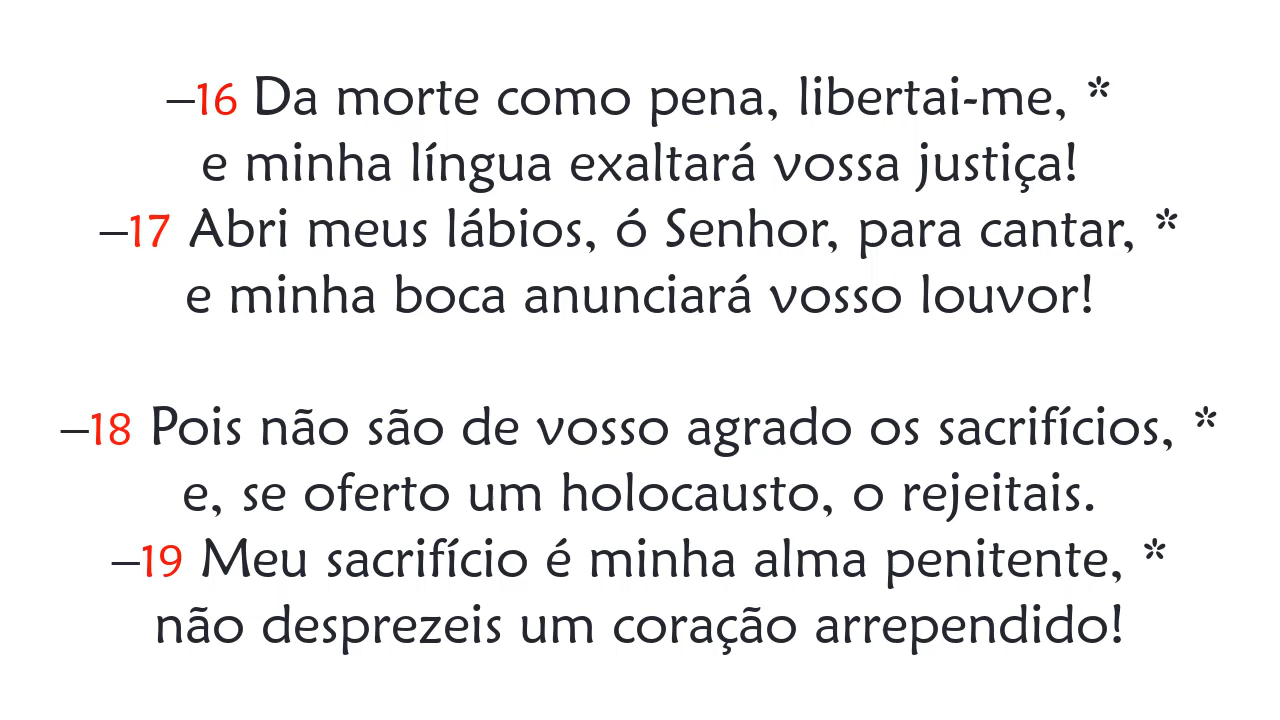 –16 Da morte como pena, libertai-me, *
e minha língua exaltará vossa justiça!
–17 Abri meus lábios, ó Senhor, para cantar, *
e minha boca anunciará vosso louvor!
–18 Pois não são de vosso agrado os sacrifícios, *
e, se oferto um holocausto, o rejeitais.
–19 Meu sacrifício é minha alma penitente, *
não desprezeis um coração arrependido!